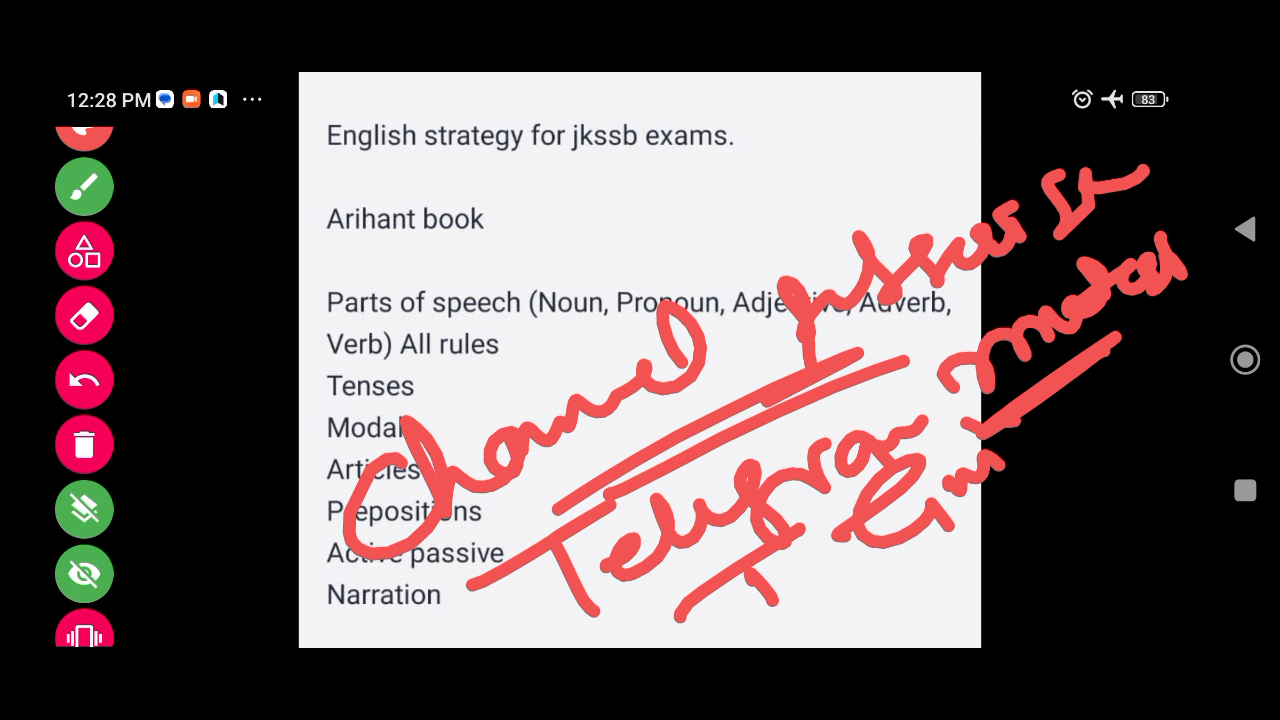 12:28 PM
83
English strategy for jkssb exams.
Arihant book
Parts of speech (Noun, Pronoun, Adjective, Adverb,
Verb) All rules
Tenses
Modals
Articles
Prepositions
Active passive
Narration
Channel
Telegram